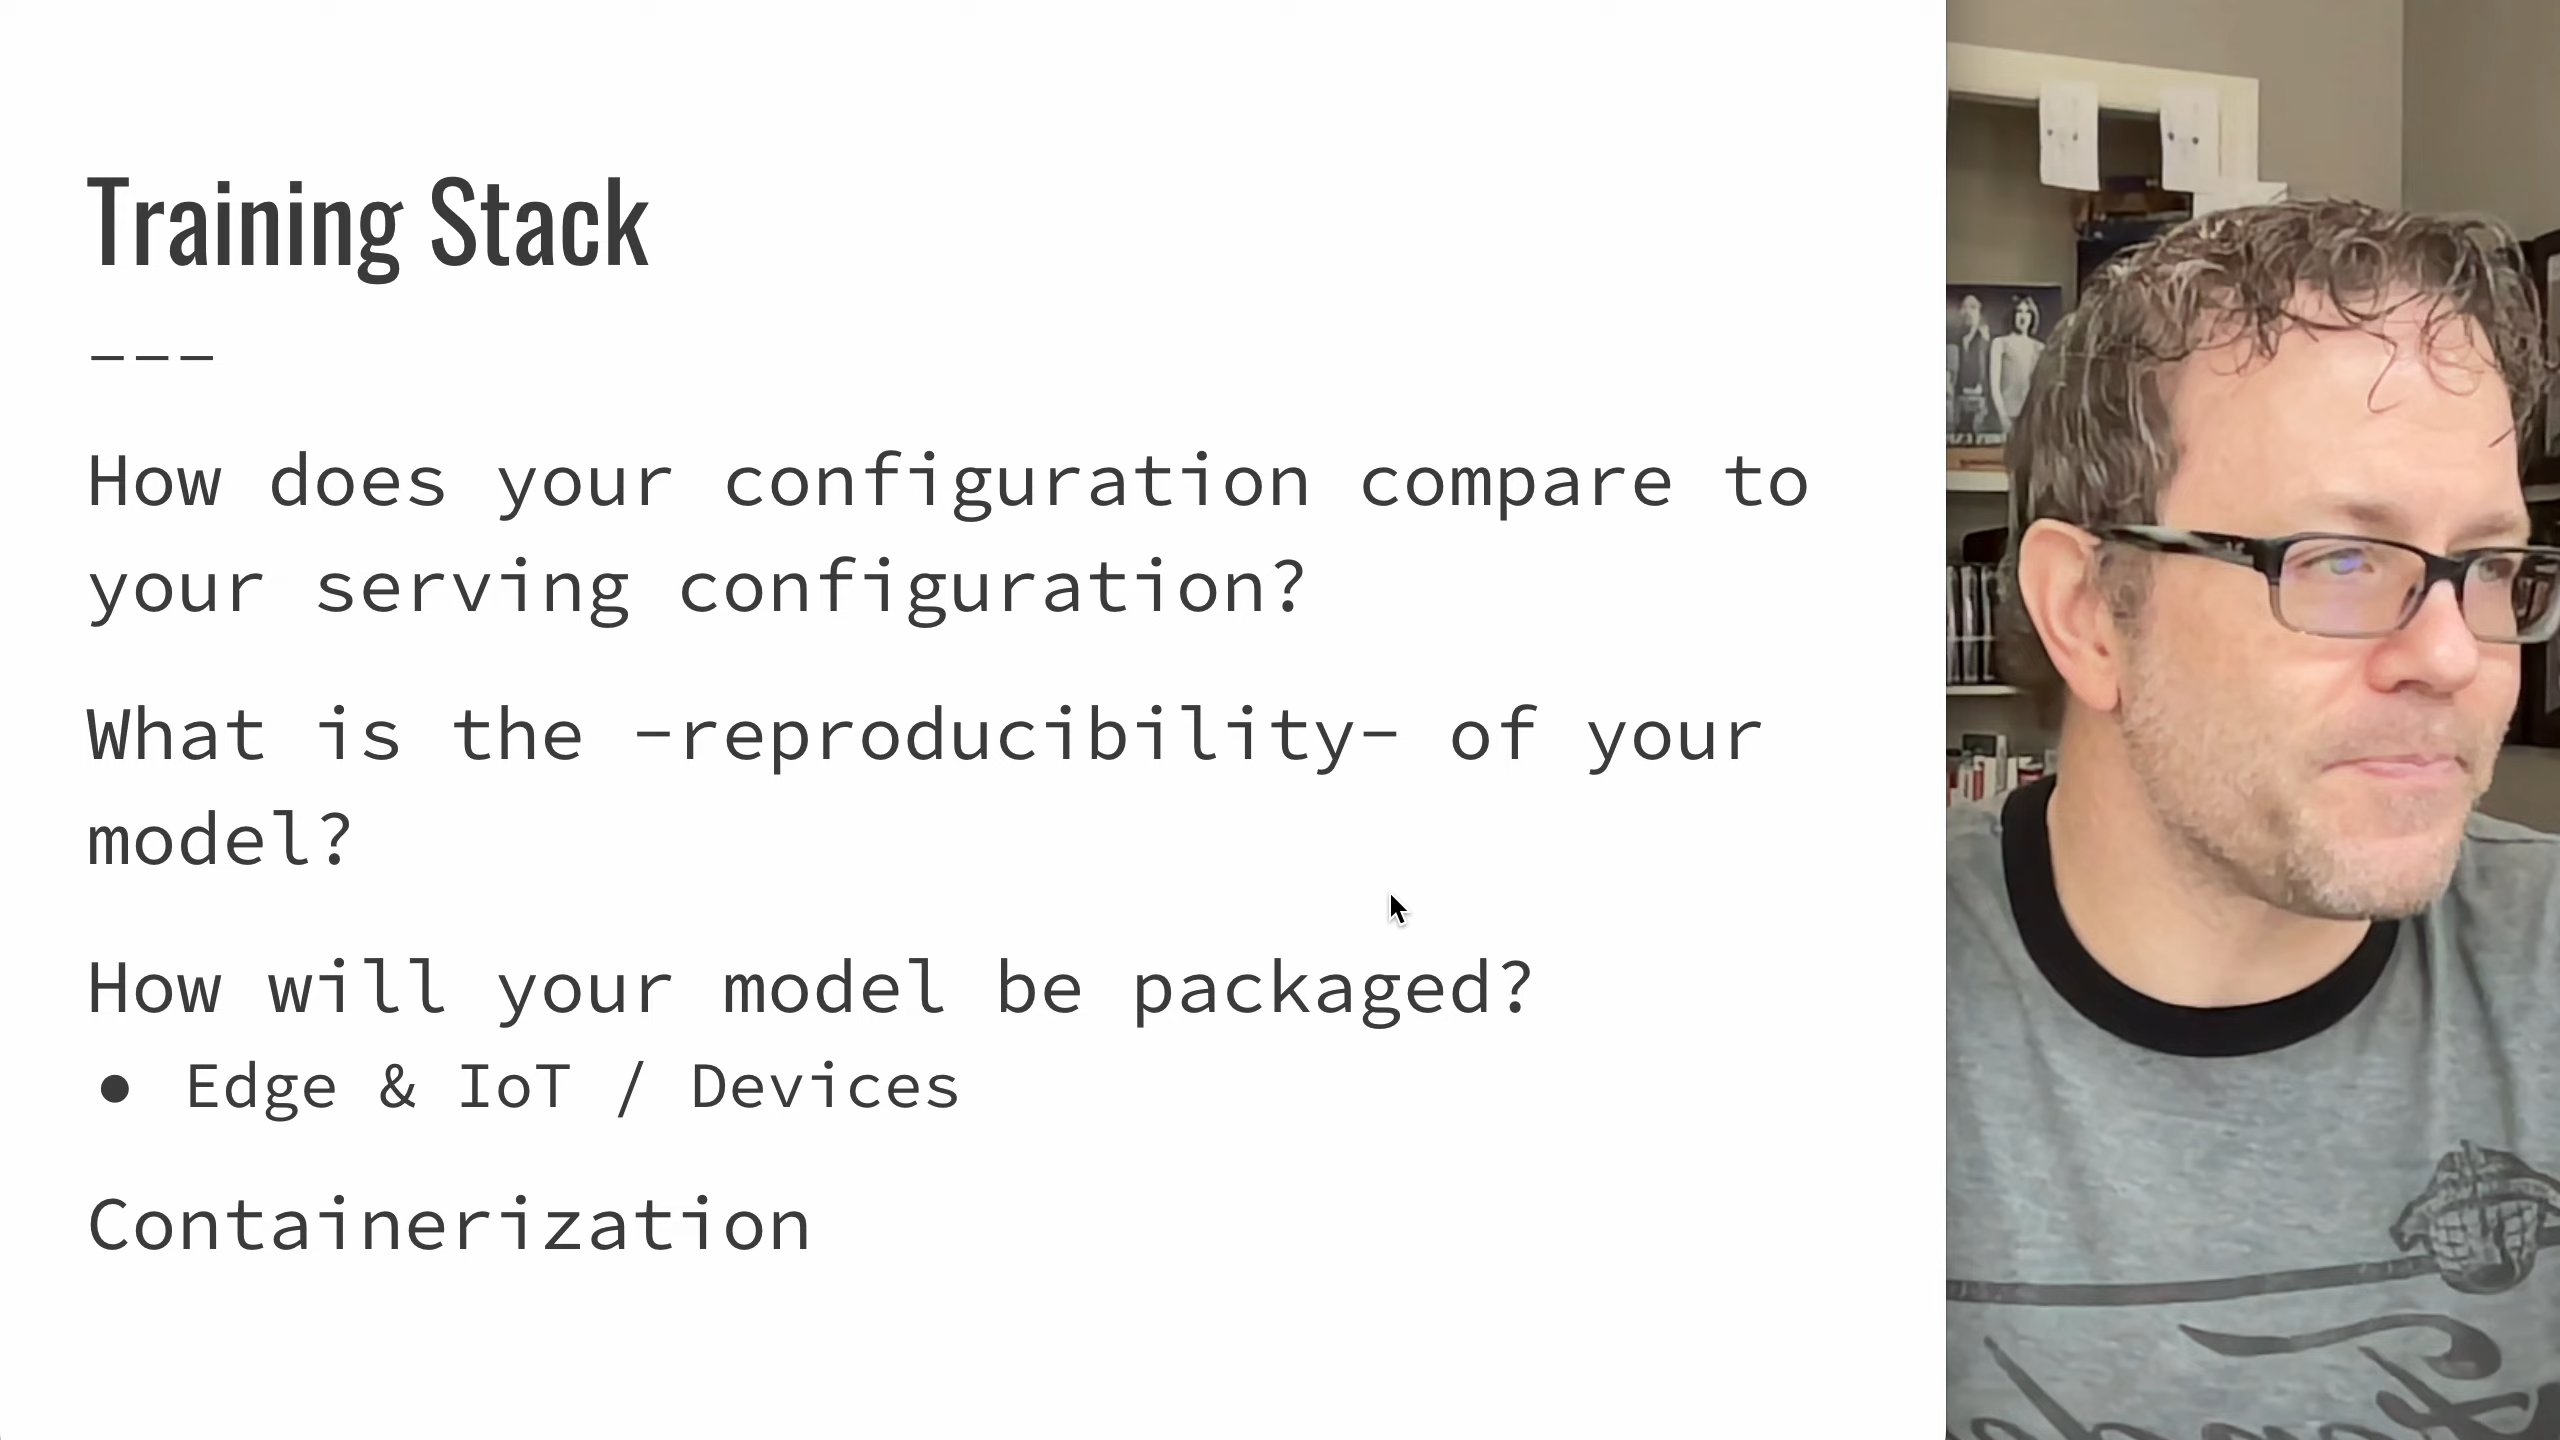 Training Stack
---
How does your configuration compare to
your serving configuration?
What is the -reproducibility- of your
model?
How will your model be packaged?
● Edge & IoT / Devices
Containerization